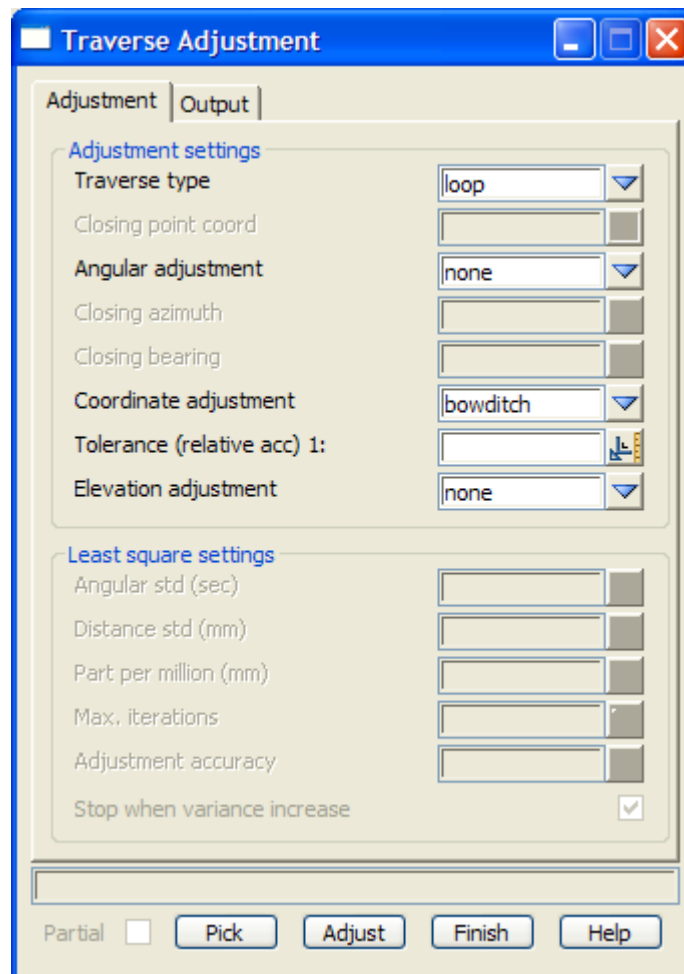 Traverse Adjustment
Adjustment Output
Adjustment settings
Traverse type loop
Closing point coord
Angular adjustment none
Closing azimuth
Closing bearing
Coordinate adjustment bowditch
Tolerance (relative acc) 1:
Elevation adjustment none
Least square settings
Angular std (sec)
Distance std (mm)
Part per million (mm)
Max. iterations
Adjustment accuracy
Stop when variance increase
Partial Pick Adjust Finish Help